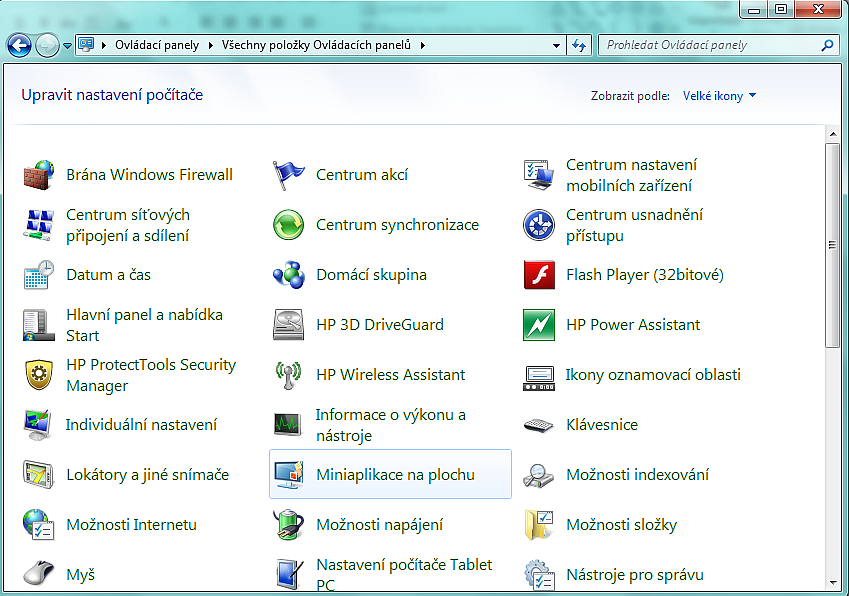 Ovládací panely
Všechny položky Ovládacích panelů
Prohledat Ovládací panely
Upravit nastavení počítače
Zobrazit podle:
Velké ikony
Brána Windows Firewall
Centrum akcí
Centrum nastavení
mobilních zařízení
Centrum síťových
připojení a sdílení
Centrum synchronizace
Centrum usnadnění
přístupu
Datum a čas
Domácí skupina
Flash Player (32bitové)
Hlavní panel a nabídka
Start
HP 3D DriveGuard
HP Power Assistant
HP ProtectTools Security
Manager
HP Wireless Assistant
Ikony oznamovací oblasti
Individuální nastavení
Informace o výkonu a
nástroje
Klávesnice
Lokátory a jiné snímače
Miniaplikace na plochu
Možnosti indexování
Možnosti Internetu
Možnosti napájení
Možnosti složky
Myš
Nastavení počítače Tablet
PC
Nástroje pro správu